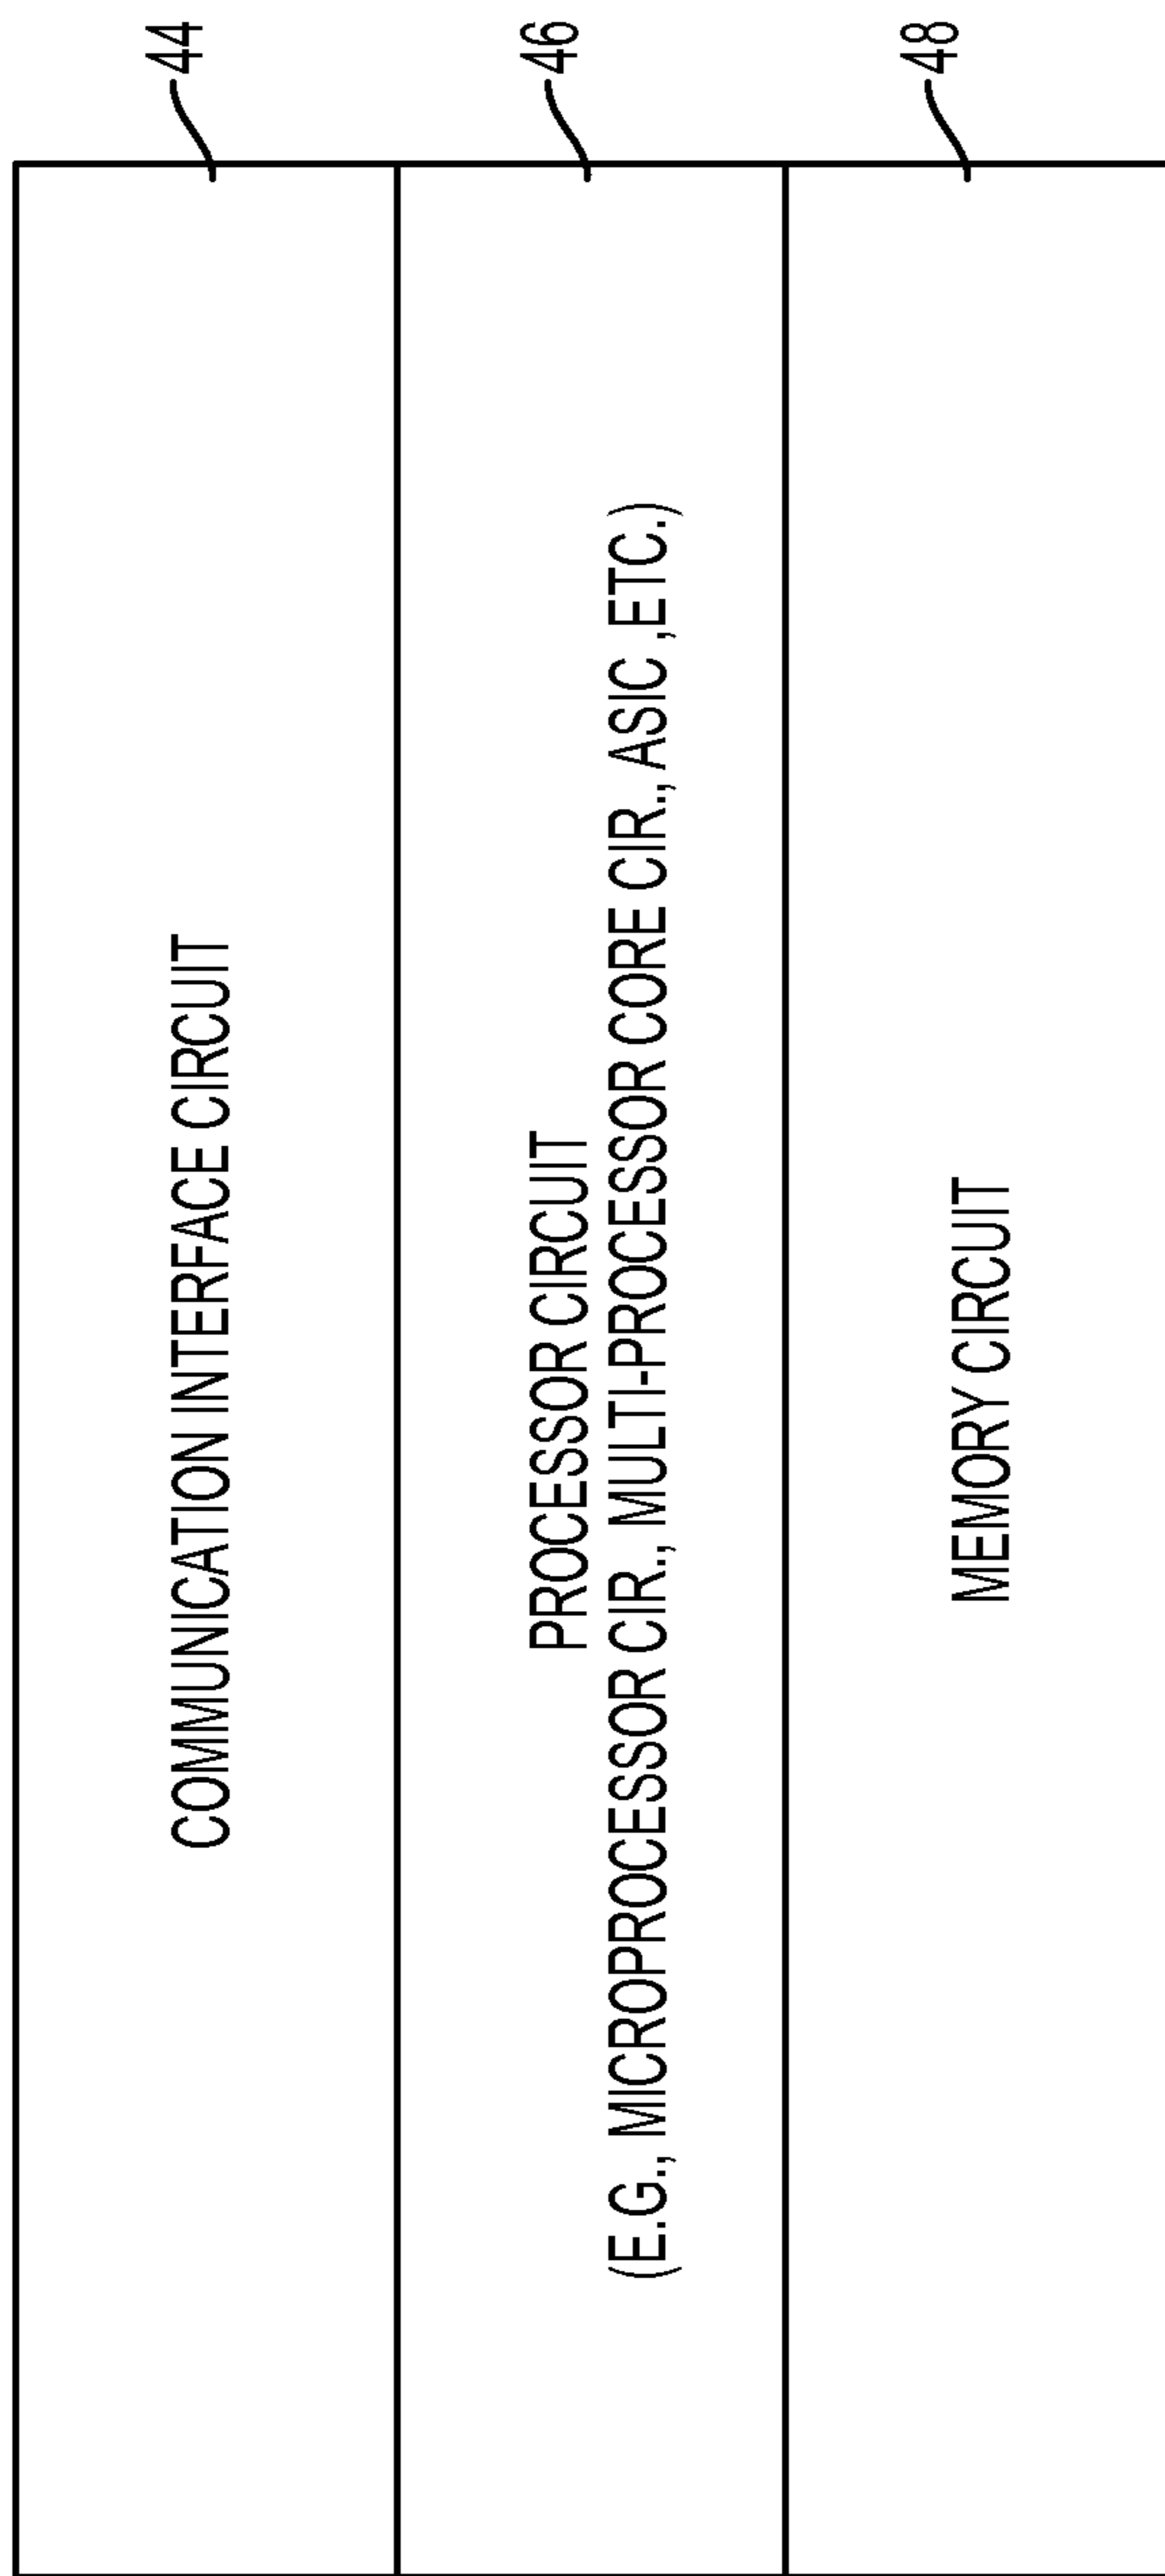 COMMUNICATION INTERFACE CIRCUIT
44
PROCESSOR CIRCUIT
(E.G., MICROPROCESSOR CIR., MULTI-PROCESSOR CORE CIR., ASIC ,ETC.)
46
MEMORY CIRCUIT
48